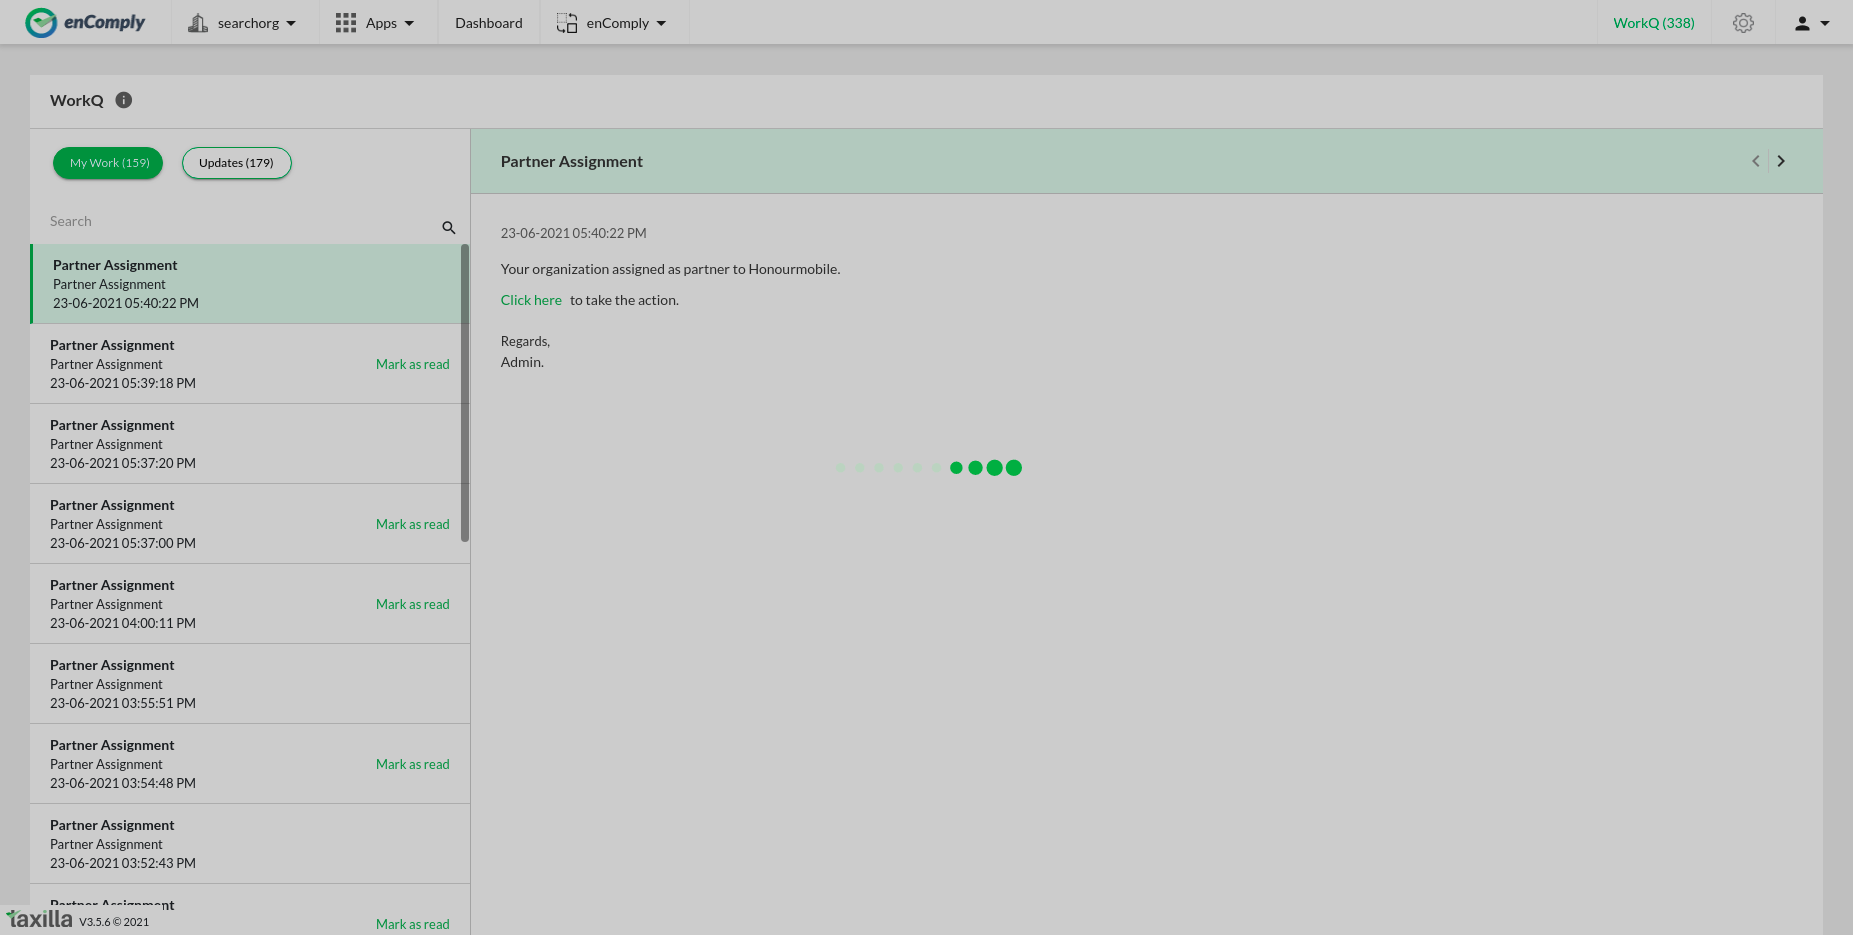 enComply
searchorg
Apps
Dashboard
enComply
WorkQ (338)
WorkQ
My Work (159)
Updates (179)
Search
Partner Assignment
Partner Assignment
23-06-2021 05:40:22 PM
Partner Assignment
Partner Assignment
Mark as read
23-06-2021 05:39:18 PM
Partner Assignment
Partner Assignment
23-06-2021 05:37:20 PM
Partner Assignment
Partner Assignment
Mark as read
23-06-2021 05:37:00 PM
Partner Assignment
Partner Assignment
Mark as read
23-06-2021 04:00:11 PM
Partner Assignment
Partner Assignment
23-06-2021 03:55:51 PM
Partner Assignment
Partner Assignment
Mark as read
23-06-2021 03:54:48 PM
Partner Assignment
Partner Assignment
23-06-2021 03:52:43 PM
Partner Assignment
Mark as read
Partner Assignment
23-06-2021 05:40:22 PM
Your organization assigned as partner to Honourmobile.
Click here to take the action.
Regards,
Admin.
taxilla V3.5.6 © 2021